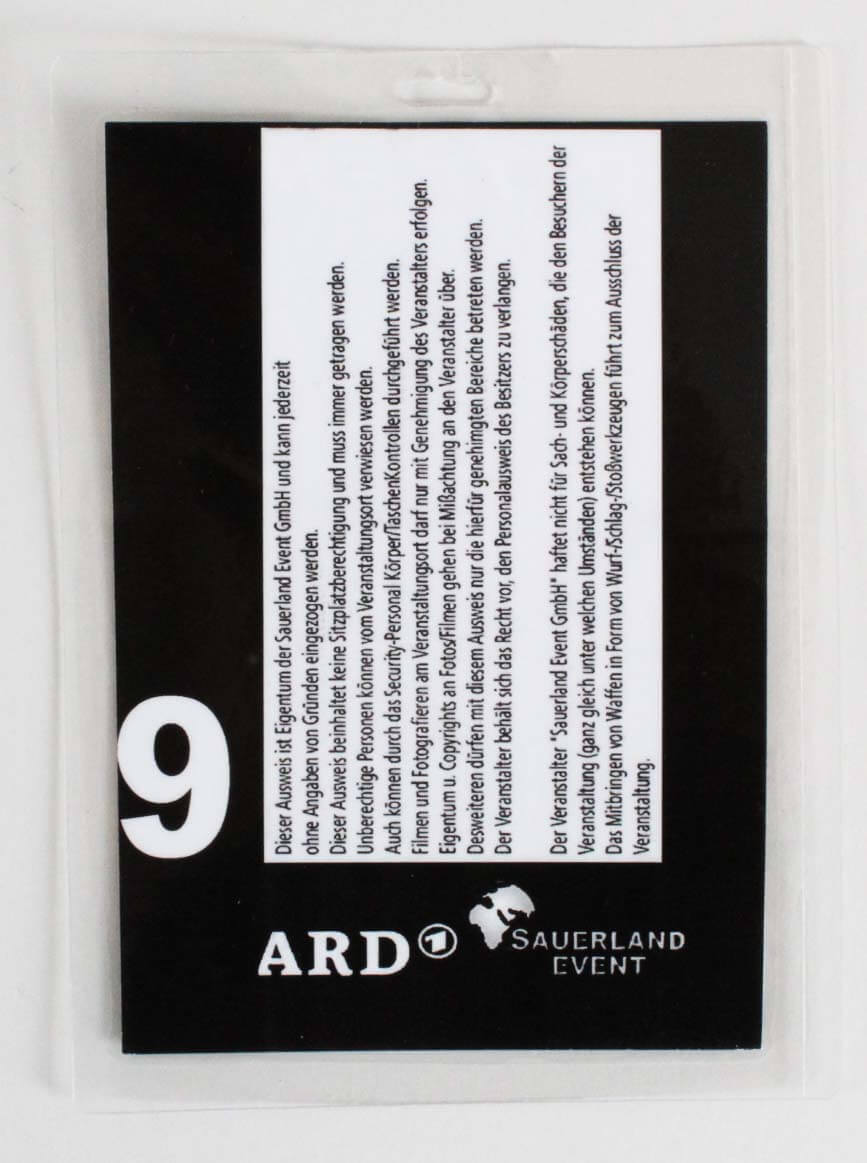 Dieser Ausweis ist Eigentum der Sauerland Event GmbH und kann jederzeit
ohne Angaben von Gründen eingezogen werden.
Dieser Ausweis beinhaltet keine Sitzplatzberechtigung und muss immer getragen werden.
Unberechtige Personen können vom Veranstaltungsort verwiesen werden.
Auch können durch das Security-Personal Körper/TaschenKontrollen durchgeführt werden.
Filmen und Fotografieren am Veranstaltungsort darf nur mit Genehmigung des Veranstalters erfolgen.
Eigentum u. Copyrights an Fotos/Filmen gehen bei Mißachtung an den Veranstalter über.
Desweiteren dürfen mit diesem Ausweis nur die hierfür genehimgten Bereiche betreten werden.
Der Veranstalter behält sich das Recht vor, den Personalausweis des Besitzers zu verlangen.
Der Veranstalter "Sauerland Event GmbH" haftet nicht für Sach- und Körperschäden, die den Besuchern der
Veranstaltung (ganz gleich unter welchen Umständen) entstehen können.
Das Mitbringen von Waffen in Form von Wurf-/Schlag-/Stoßwerkzeugen führt zum Ausschluss der
Veranstaltung.
9
ARD 1
SAUERLAND
EVENT